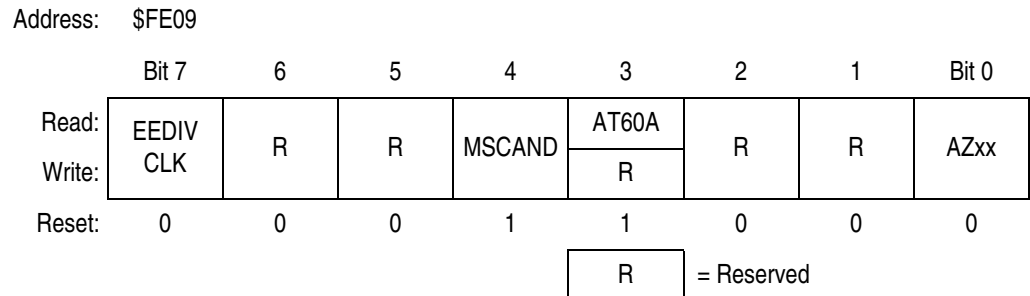 Address: $FE09
Bit 7 6 5 4 3 2 1 Bit 0
Read: EEDIV CLK R R MSCAND AT60A R R AZxx
Write: R
Reset: 0 0 0 1 1 0 0 0
R = Reserved